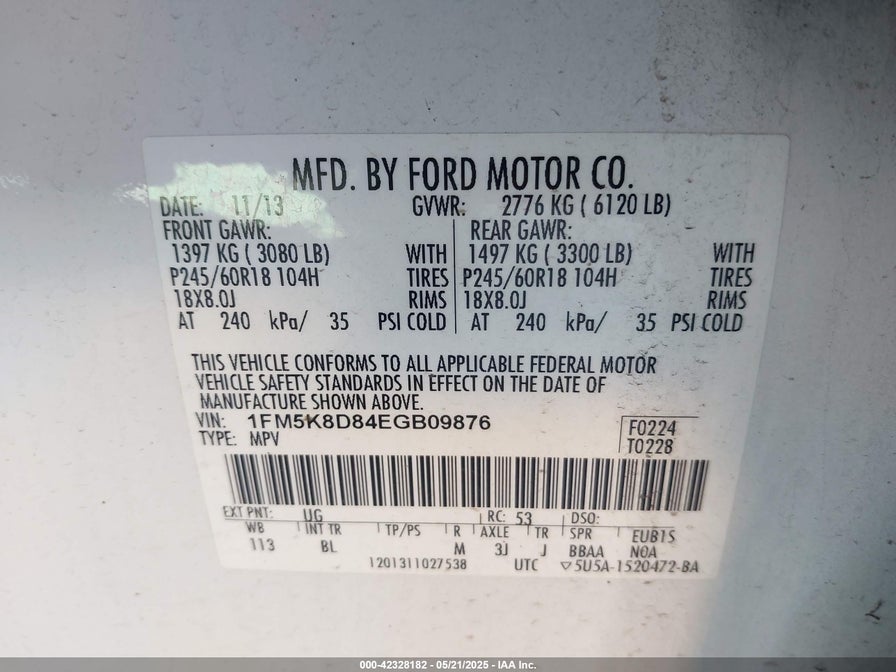 MFD. BY FORD MOTOR CO.
DATE: 11/13 GVWR: 2776 KG ( 6120 LB)
FRONT GAWR: REAR GAWR:
1397 KG ( 3080 LB) WITH 1497 KG ( 3300 LB) WITH
P245/60R18 104H TIRES P245/60R18 104H TIRES
18X8.0J RIMS 18X8.0J RIMS
AT 240 kPa/ 35 PSI COLD AT 240 kPa/ 35 PSI COLD
THIS VEHICLE CONFORMS TO ALL APPLICABLE FEDERAL MOTOR
VEHICLE SAFETY STANDARDS IN EFFECT ON THE DATE OF
MANUFACTURE SHOWN ABOVE.
VIN: 1FM5K8D84EGB09876 F0224
TYPE: MPV T0228
EXT PNT: UG RC: 53 DSO:
WB INT TR TP/PS R AXLE TR SPR EUB1S
113 BL M 3J J BBAA NOA
1201311027538 UTC ▽5U5A-1520472-BA
000-42328182 - 05/21/2025 - IAA Inc.